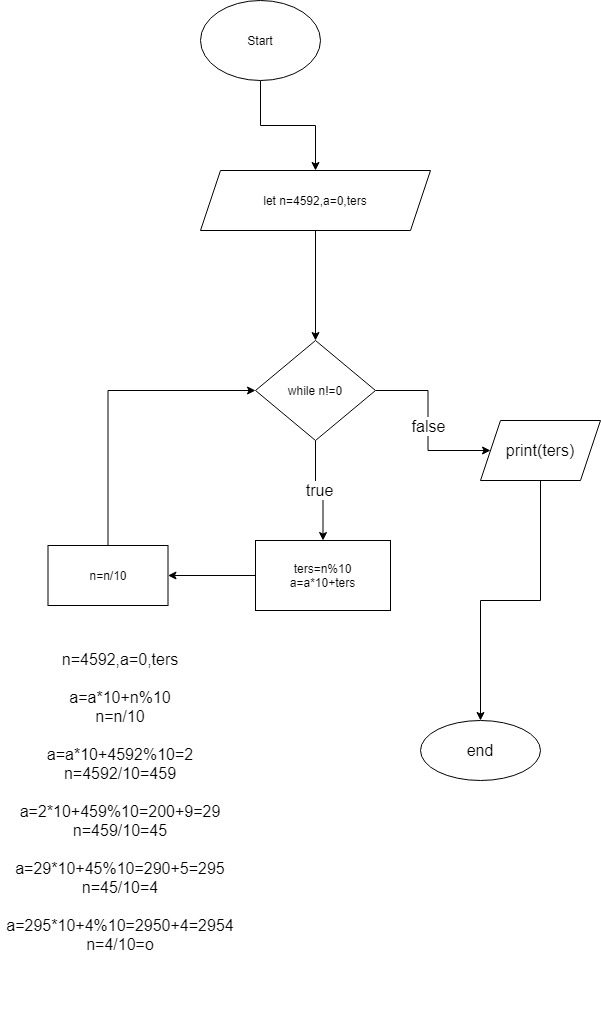 Start
let n=4592,a=0,ters
while n!=0
false
print(ters)
true
ters=n%10
a=a*10+ters
n=n/10
n=4592,a=0,ters
a=a*10+n%10
n=n/10
a=a*10+4592%10=2
n=4592/10=459
a=2*10+459%10=200+9=29
n=459/10=45
a=29*10+45%10=290+5=295
n=45/10=4
a=295*10+4%10=2950+4=2954
n=4/10=o
end